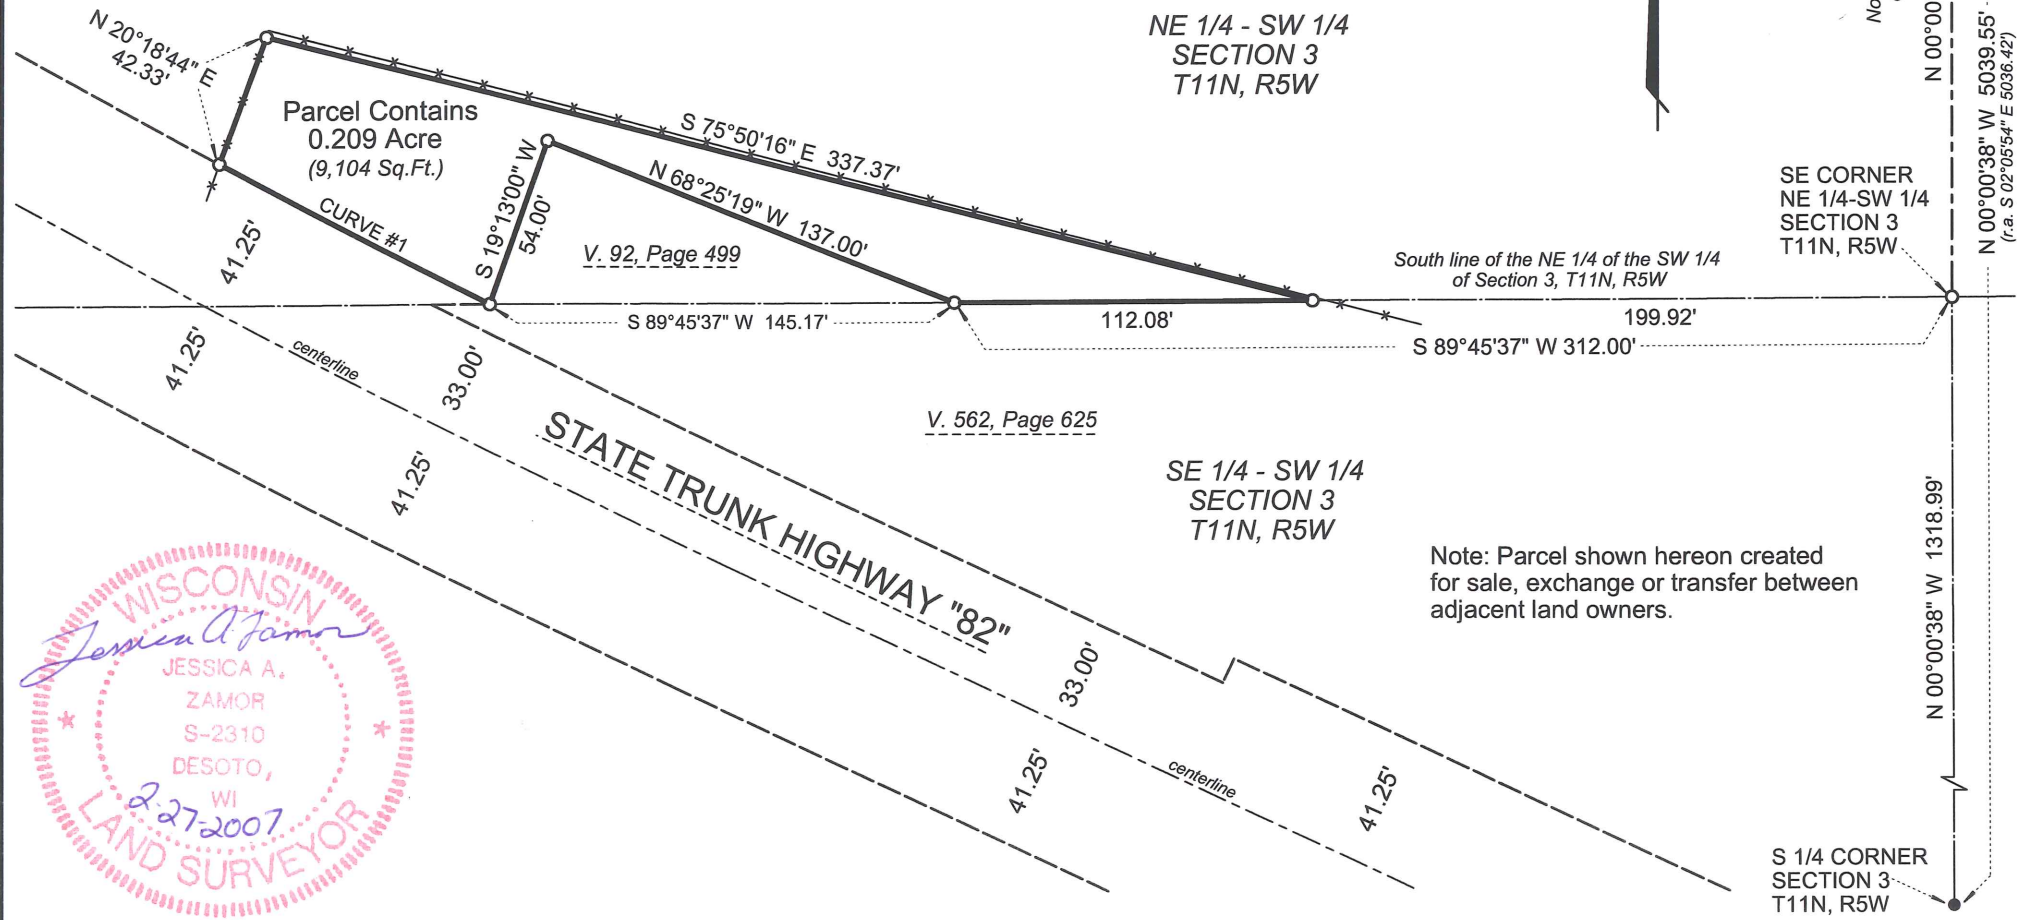 N 20°18'44" E
42.33'
Parcel Contains
0.209 Acre
(9,104 Sq.Ft.)
CURVE #1
S 19°13'00" W
54.00'
S 75°50'16" E 337.37'
N 68°25'19" W 137.00'
V. 92, Page 499
NE 1/4 - SW 1/4
SECTION 3
T11N, R5W
No
N 00°00
N 00°00'38" W 5039.55'
(r.a. S 02°05'54" E 5036.42')
SE CORNER
NE 1/4-SW 1/4
SECTION 3
T11N, R5W
South line of the NE 1/4 of the SW 1/4
of Section 3, T11N, R5W
41.25'
S 89°45'37" W 145.17'
112.08'
199.92'
S 89°45'37" W 312.00'
41.25'
centerline
33.00'
41.25'
V. 562, Page 625
STATE TRUNK HIGHWAY "82"
SE 1/4 - SW 1/4
SECTION 3
T11N, R5W
Note: Parcel shown hereon created
for sale, exchange or transfer between
adjacent land owners.
N 00°00'38" W 1318.99'
33.00'
41.25'
centerline
41.25'
S 1/4 CORNER
SECTION 3
T11N, R5W
WISCONSIN
Jessica A. Zamor
JESSICA A.
ZAMOR
S-2310
DESOTO,
WI
2-27-2007
LAND SURVEYOR